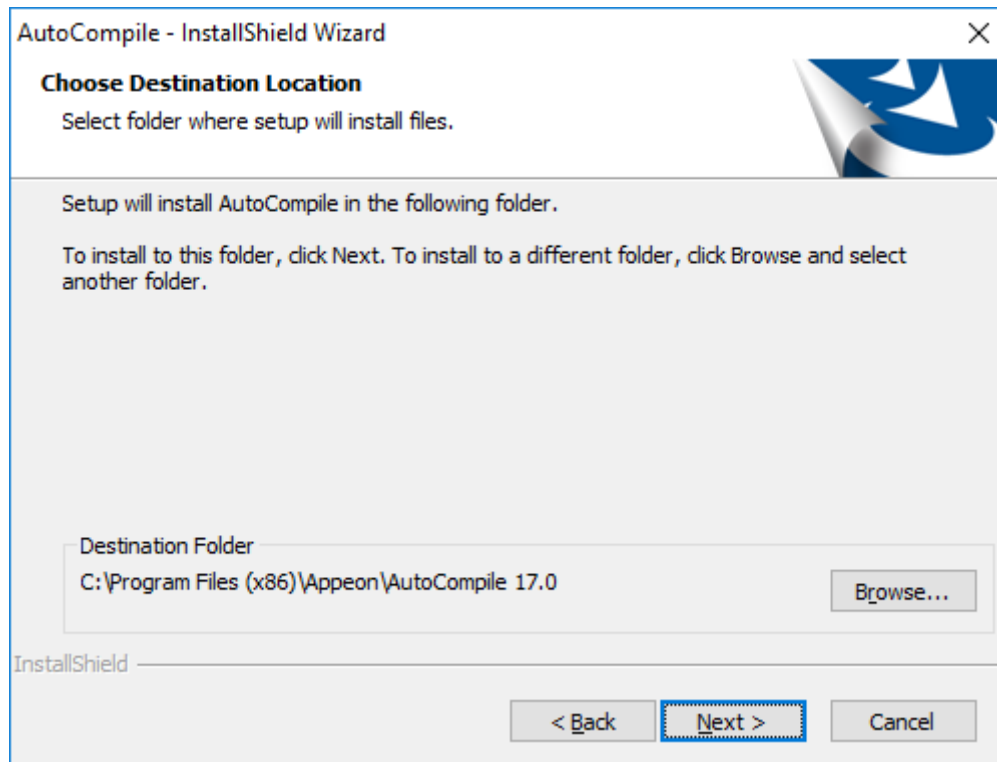 AutoCompile - InstallShield Wizard
Choose Destination Location
Select folder where setup will install files.
Setup will install AutoCompile in the following folder.
To install to this folder, click Next. To install to a different folder, click Browse and select
another folder.
Destination Folder
C:\Program Files (x86)\Appeon\AutoCompile 17.0
Browse...
InstallShield
< Back
Next >
Cancel